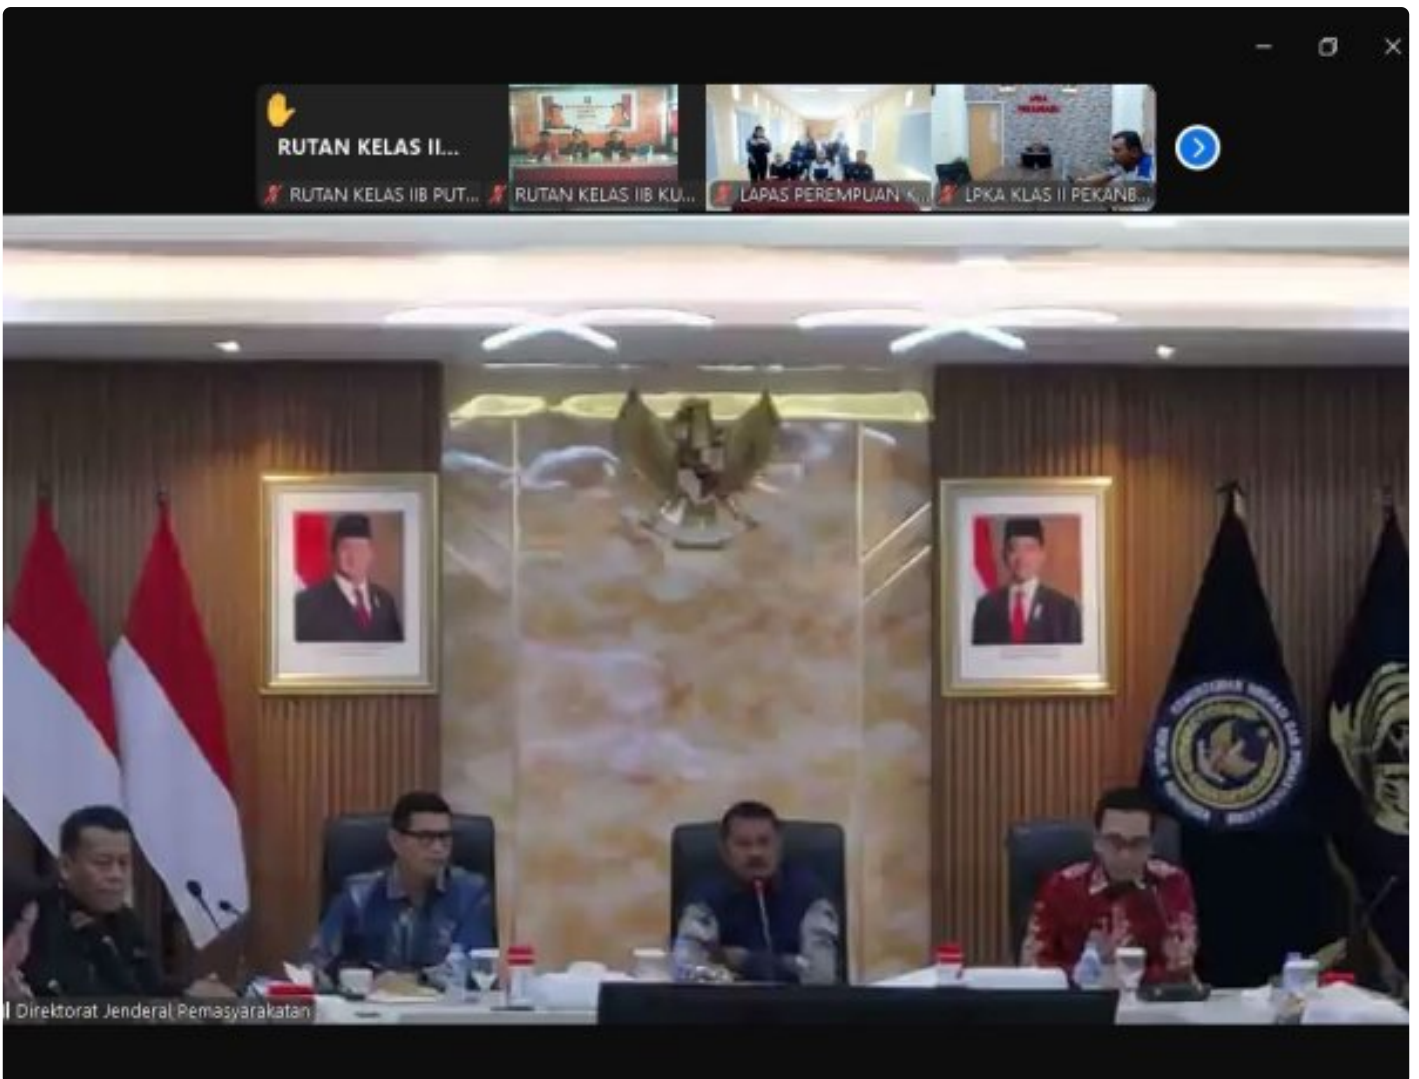 RUTAN KELAS II...
RUTAN KELAS IIB PUT...
RUTAN KELAS IIB KU...
LAPAS PEREMPUAN K...
LPKA KLAS II PEKANB...
Direktorat Jenderal Pemasyarakatan